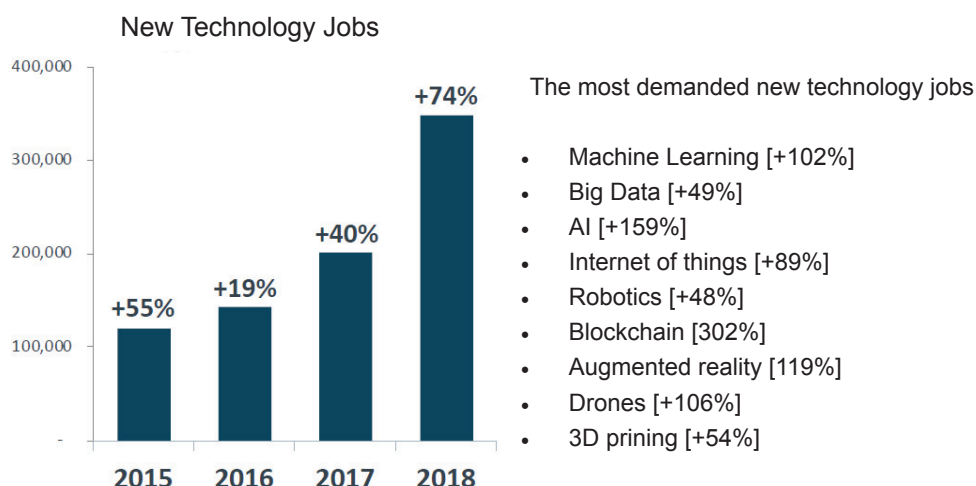 New Technology Jobs
400,000
300,000
200,000
100,000
-
+55%
+19%
+40%
+74%
2015 2016 2017 2018
The most demanded new technology jobs
• Machine Learning [+102%]
• Big Data [+49%]
• AI [+159%]
• Internet of things [+89%]
• Robotics [+48%]
• Blockchain [302%]
• Augmented reality [119%]
• Drones [+106%]
• 3D prining [+54%]